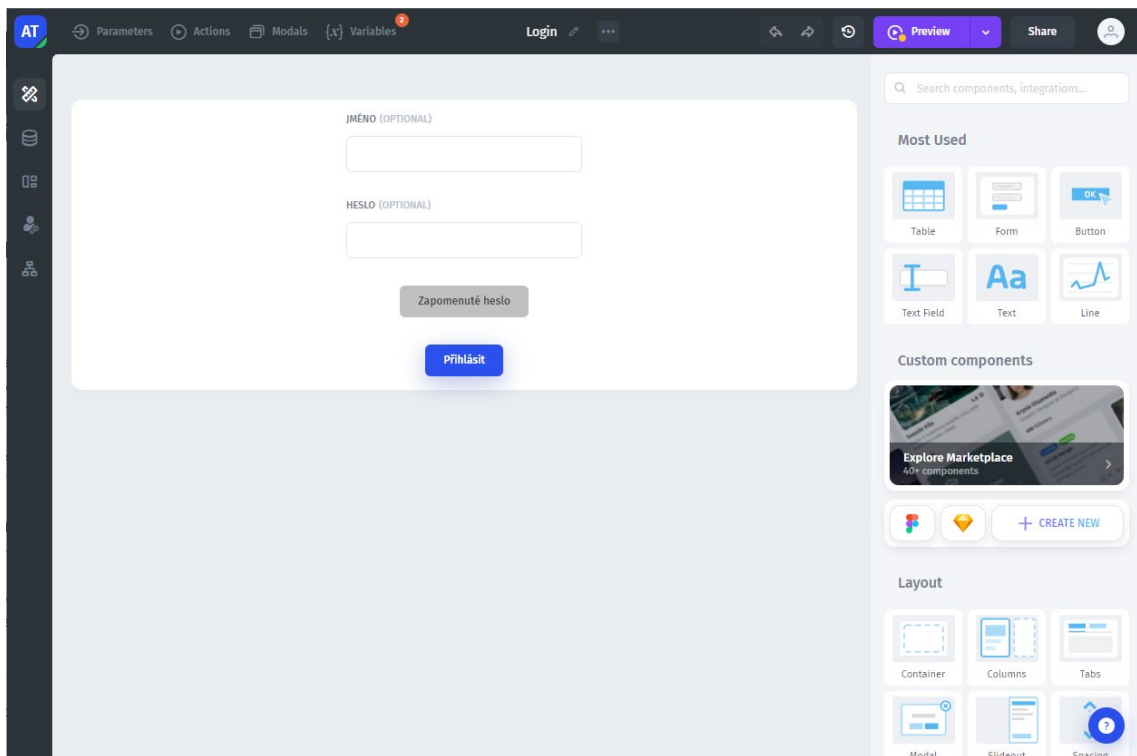 AT
Parameters Actions Modals {x} Variables 2
Login
Preview
Share
Search components, integrations...
JMÉNO (OPTIONAL)
HESLO (OPTIONAL)
Zapomenuté heslo
Přihlásit
Most Used
OK
Table Form Button
Aa
Text Field Text Line
Custom components
Explore Marketplace
40+ components
+ CREATE NEW
Layout
Container Columns Tabs
Modal Slideout Spacing
?